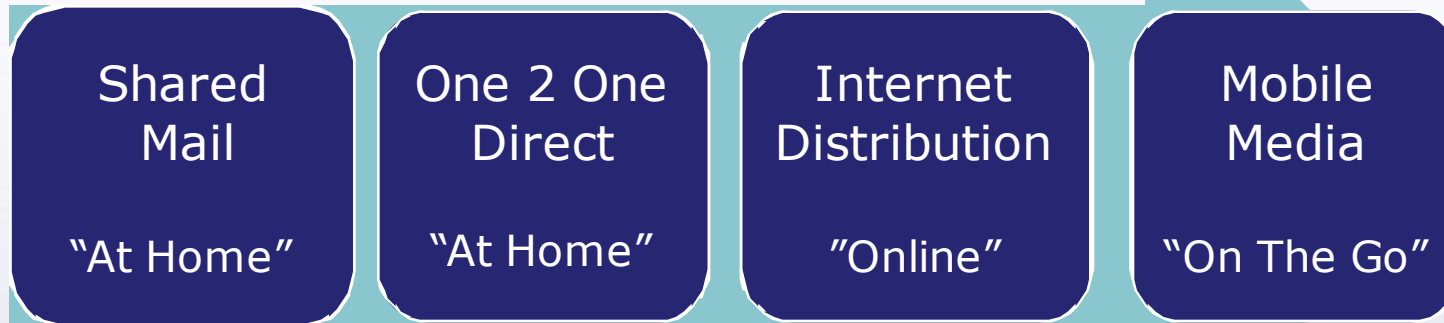 Shared
Mail
“At Home”
One 2 One
Direct
“At Home”
Internet
Distribution
”Online”
Mobile
Media
“On The Go”